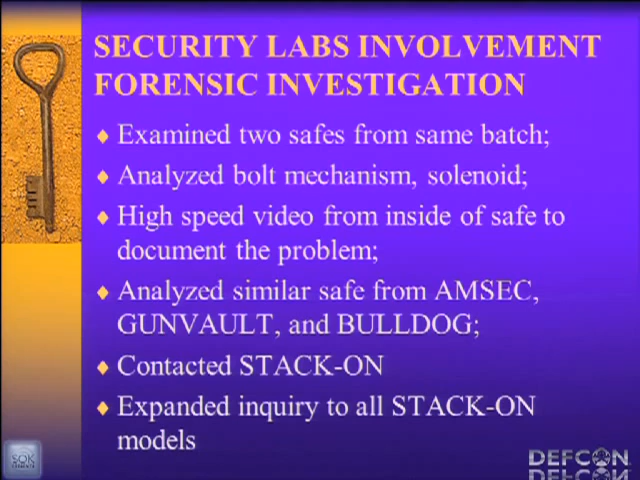 SECURITY LABS INVOLVEMENT
FORENSIC INVESTIGATION
Examined two safes from same batch;
Analyzed bolt mechanism, solenoid;
High speed video from inside of safe to
document the problem;
Analyzed similar safe from AMSEC,
GUNVAULT, and BULLDOG;
Contacted STACK-ON
Expanded inquiry to all STACK-ON
models
SOK
DEFCON